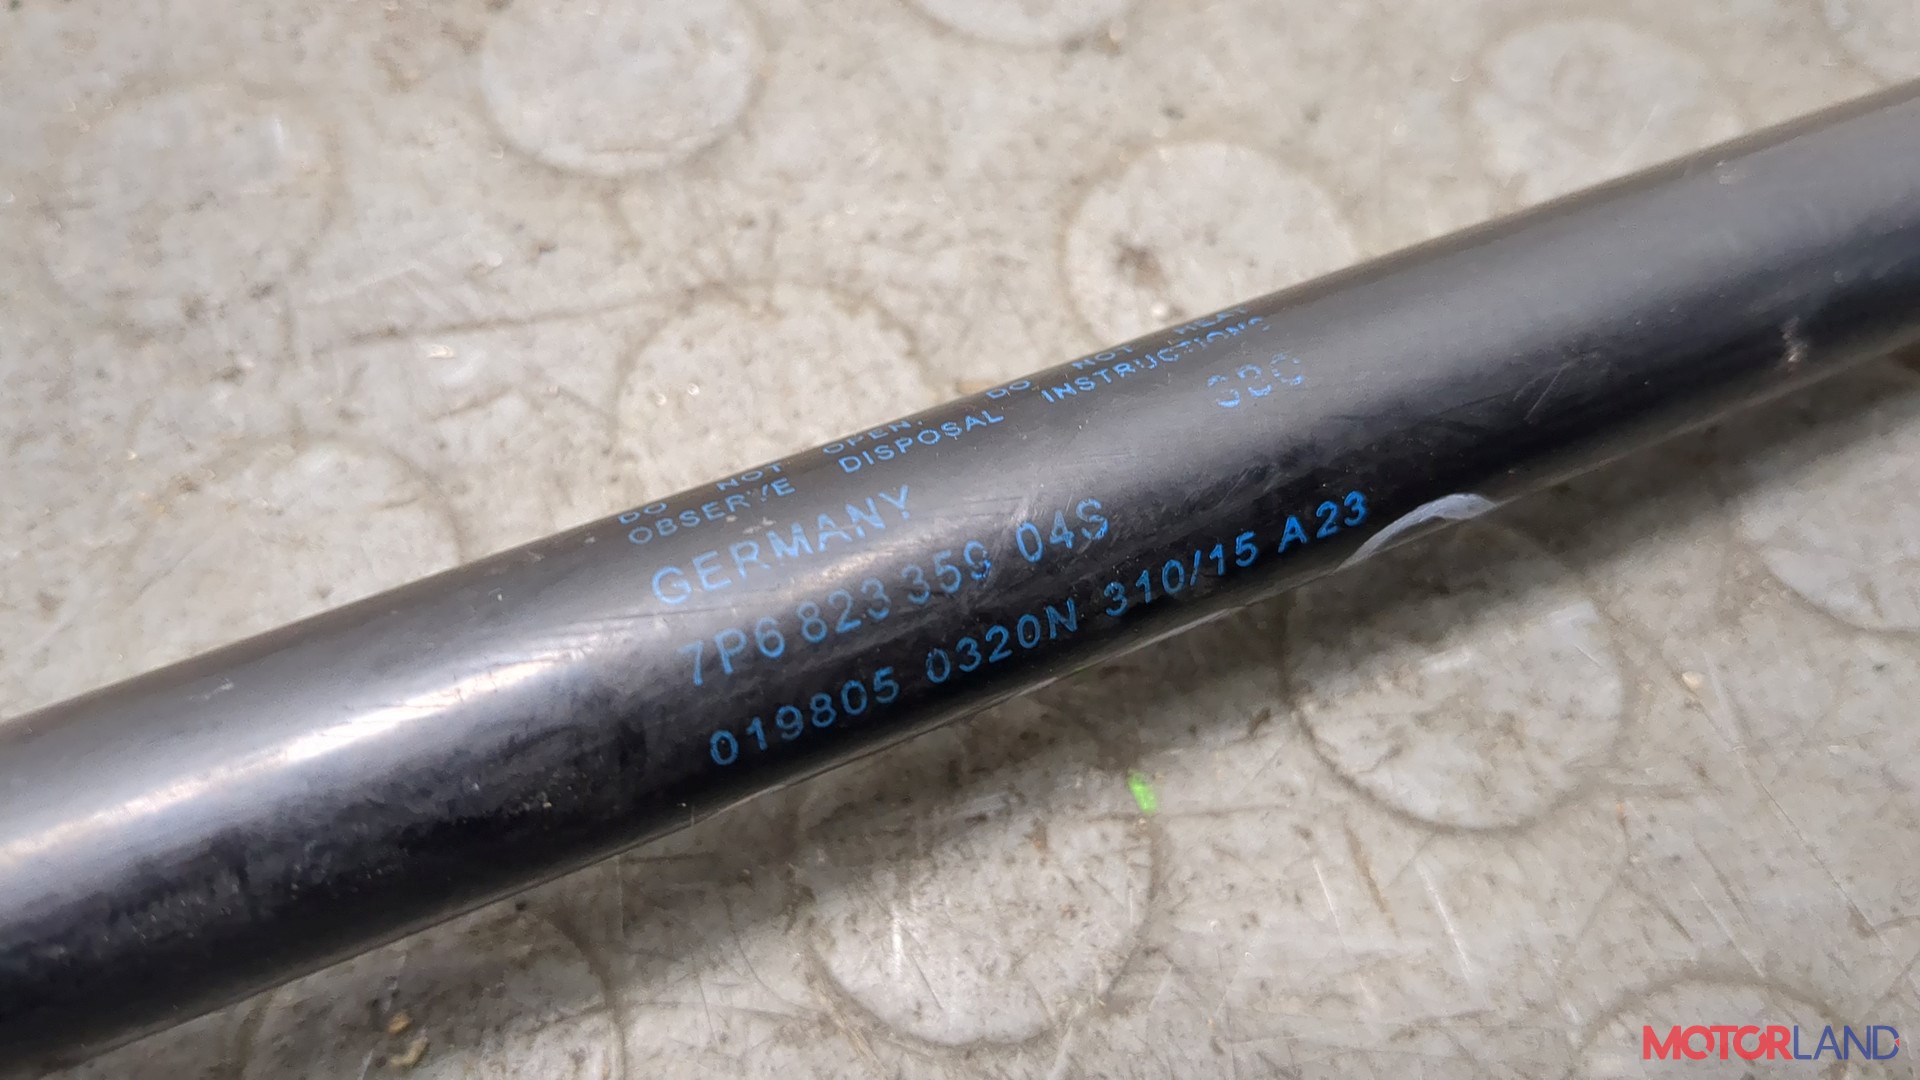 DO NOT OPEN. DO NOT HEAT
OBSERVE DISPOSAL INSTRUCTIONS
GERMANY
7P6 823 359 04S
019805 0320N 310/15 A23
MOTORLAND